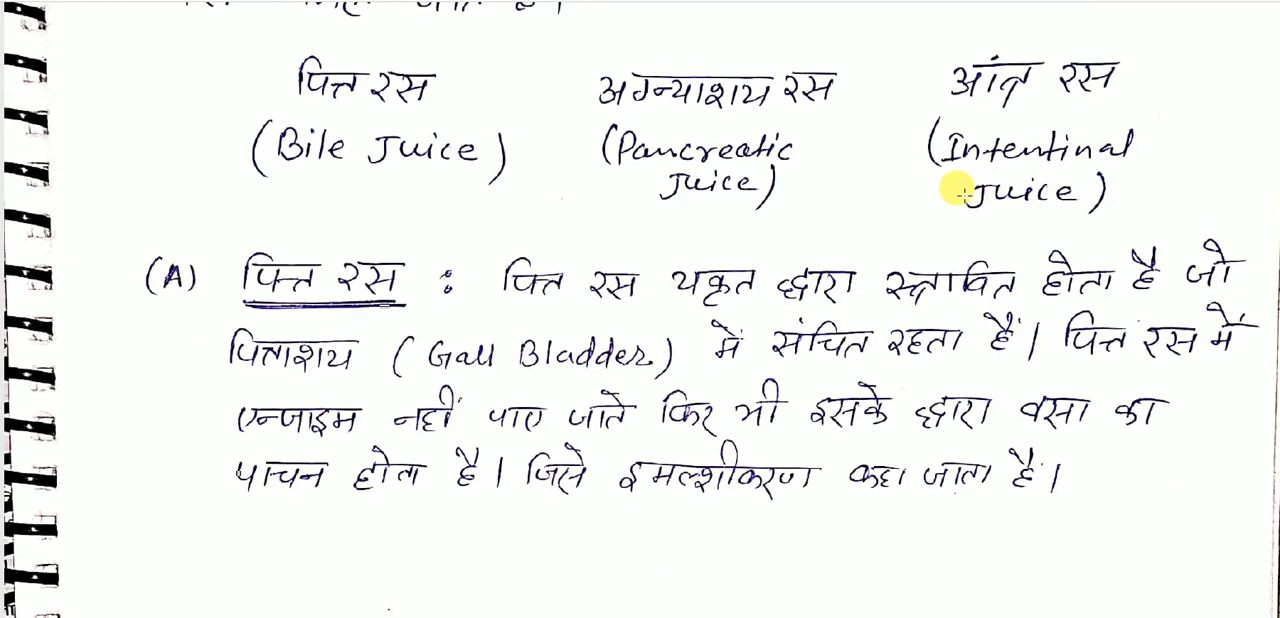 पित्त रस अग्न्याशय रस आंत्र रस
(Bile Juice) (Pancreatic (Intentinal
Juice) Juice)
(A) पित्त रस : पित्त रस यकृत द्वारा स्त्रावित होता है जो
पित्ताशय (Gall Bladder) में संचित रहता हैं। पित्त रस में
एन्जाइम नहीं पाए जाते फिर भी इसके द्वारा वसा का
पाचन होता है। जिसे इमल्शीकरण कहा जाता है।